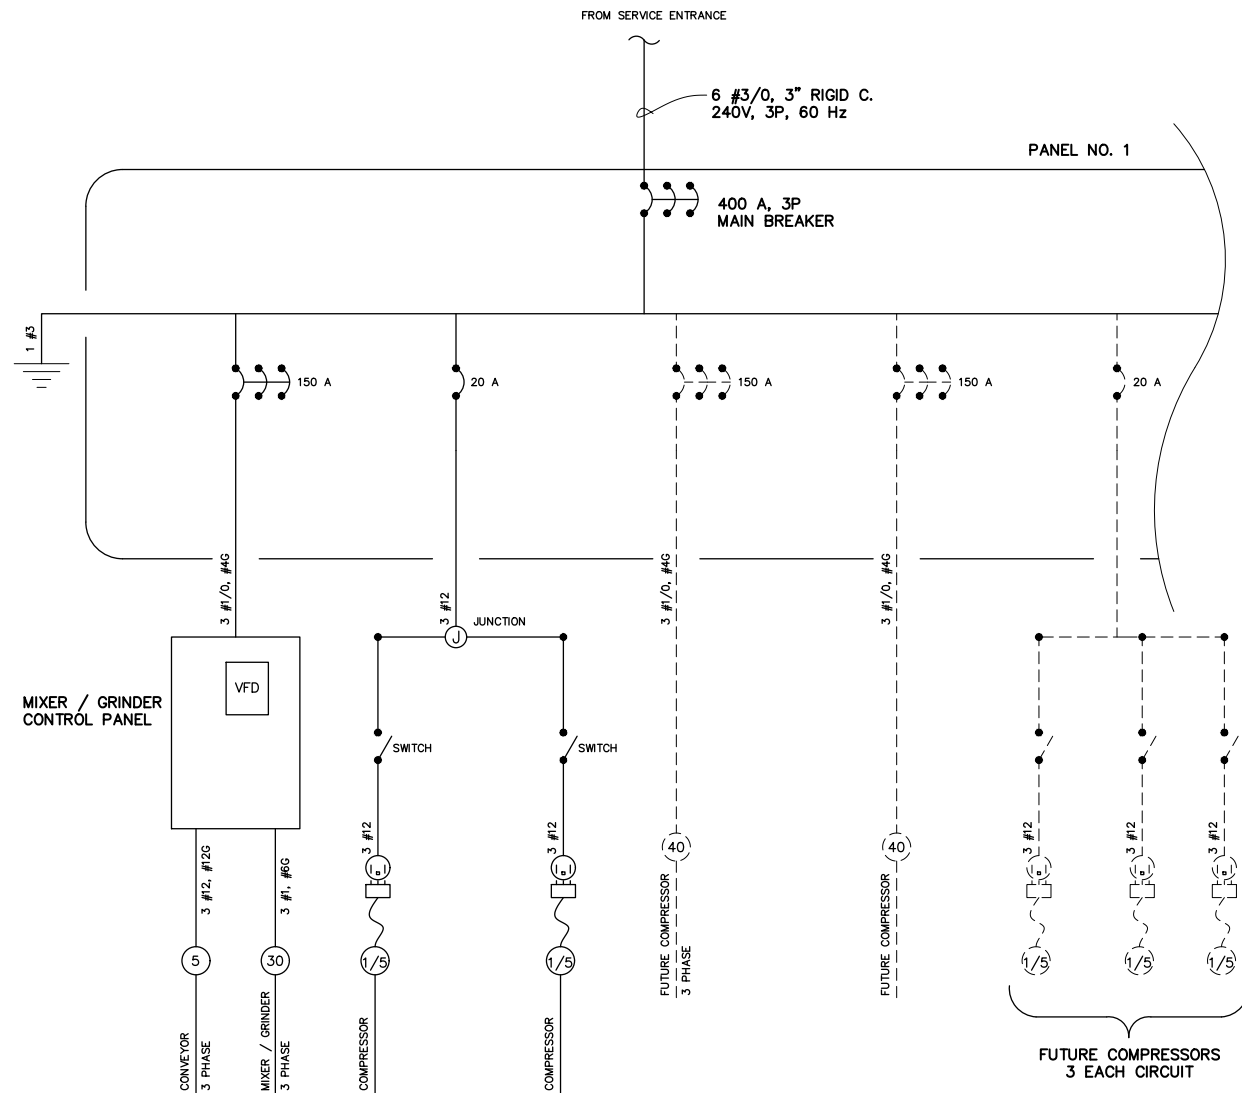 FROM SERVICE ENTRANCE
6 #3/0, 3" RIGID C.
240V, 3P, 60 Hz
PANEL NO. 1
400 A, 3P
MAIN BREAKER
1 #3
150 A
20 A
150 A
150 A
20 A
3 #1/0, #4G
3 #12
3 #1/0, #4G
3 #1/0, #4G
JUNCTION
J
MIXER / GRINDER
CONTROL PANEL
VFD
SWITCH
SWITCH
3 #12
3 #12
3 #12
3 #12
3 #12
40
40
3 #12, #12G
3 #1, #6G
5
30
1/5
1/5
1/5
1/5
1/5
FUTURE COMPRESSOR
3 PHASE
FUTURE COMPRESSOR
CONVEYOR
3 PHASE
MIXER / GRINDER
3 PHASE
COMPRESSOR
COMPRESSOR
FUTURE COMPRESSORS
3 EACH CIRCUIT